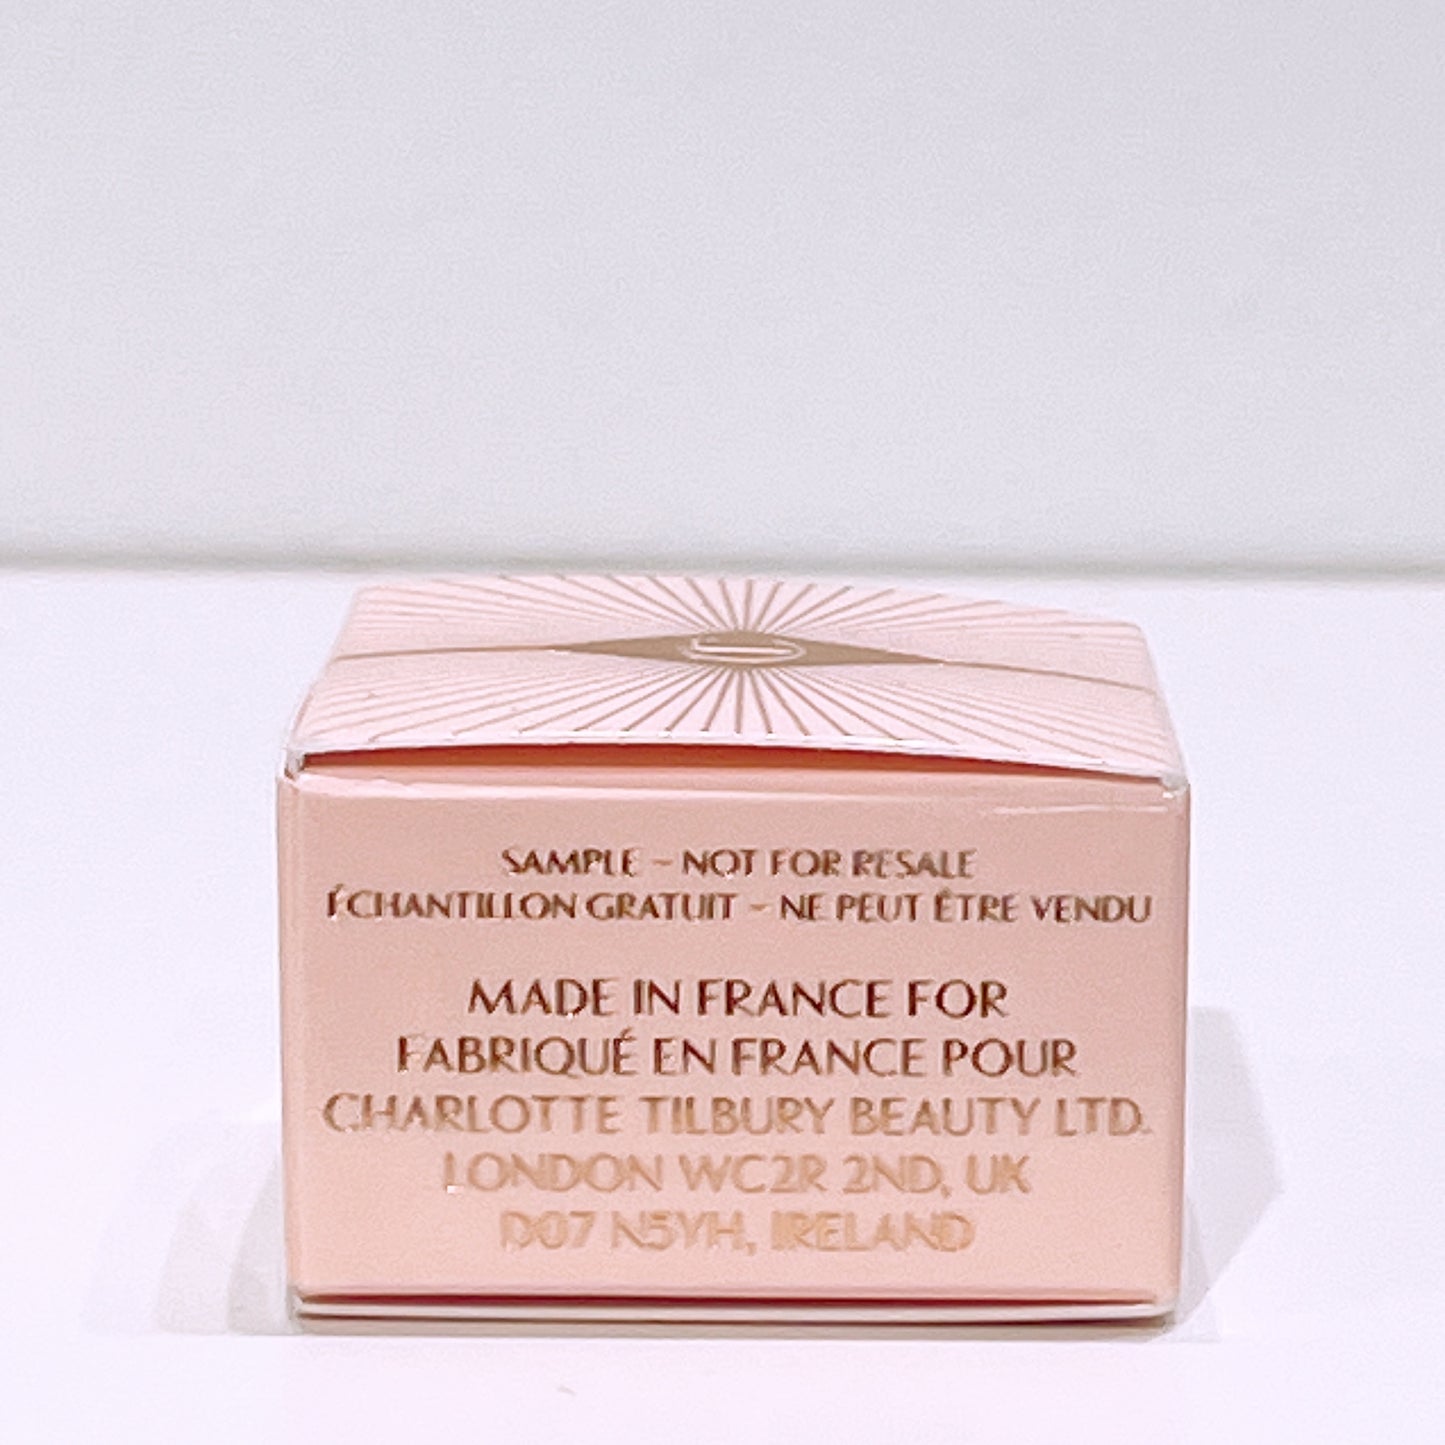 SAMPLE – NOT FOR RESALE
ÉCHANTILLON GRATUIT – NE PEUT ÊTRE VENDU
MADE IN FRANCE FOR
FABRIQUÉ EN FRANCE POUR
CHARLOTTE TILBURY BEAUTY LTD.
LONDON WC2R 2ND, UK
D07 N5YH, IRELAND